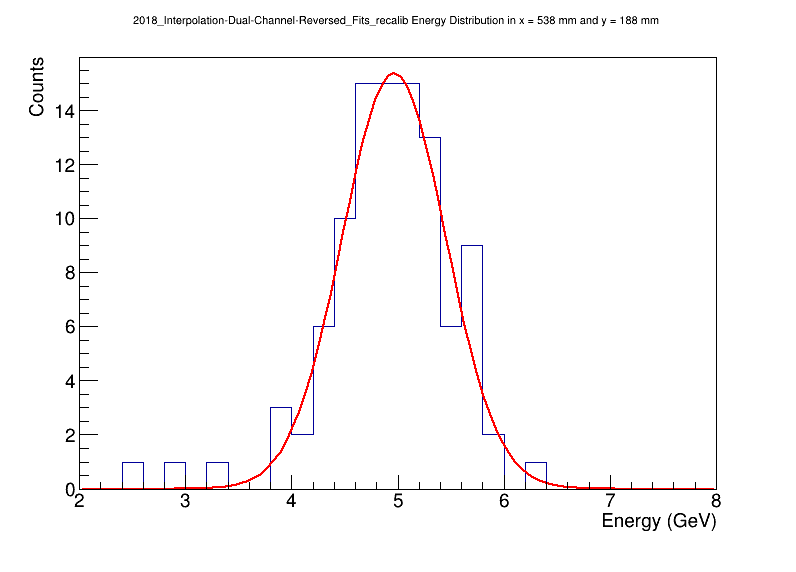 2018_Interpolation-Dual-Channel-Reversed_Fits_recalib Energy Distribution in x = 538 mm and y = 188 mm
Counts
14
12
10
8
6
4
2
0
2 3 4 5 6 7 8
Energy (GeV)